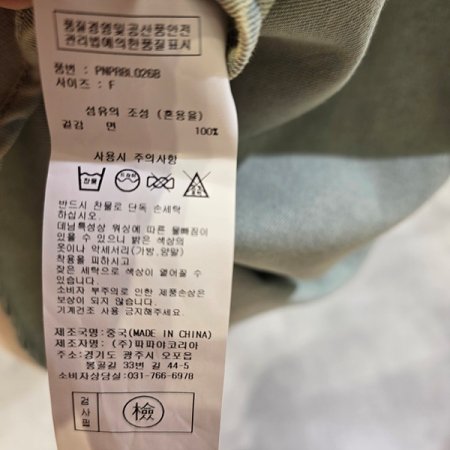 품질경영및공산품안전
관리법에의한품질표시
품번 : PNPRBL0268
사이즈 : F
섬유의 조성 (혼용율)
겉감 면 100%
사용시 주의사항
찬물
반드시 찬물로 단독 손세탁
하십시오.
데님특성상 워싱에 따른 물빠짐이
있을 수 있으니 밝은 색상의
옷이나 악세서리(가방,양말)
착용을 피하시고
잦은 세탁으로 색상이 옅어질 수
있습니다.
소비자 부주의로 인한 제품손상은
보상이 되지 않습니다.
기계건조 사용 금지해주세요.
제조국명:중국(MADE IN CHINA)
제조자명: (주)따따야코리아
주소:경기도 광주시 오포읍
봉골길 33번 길 44-5
소비자상담실:031-766-6978
검사필 檢